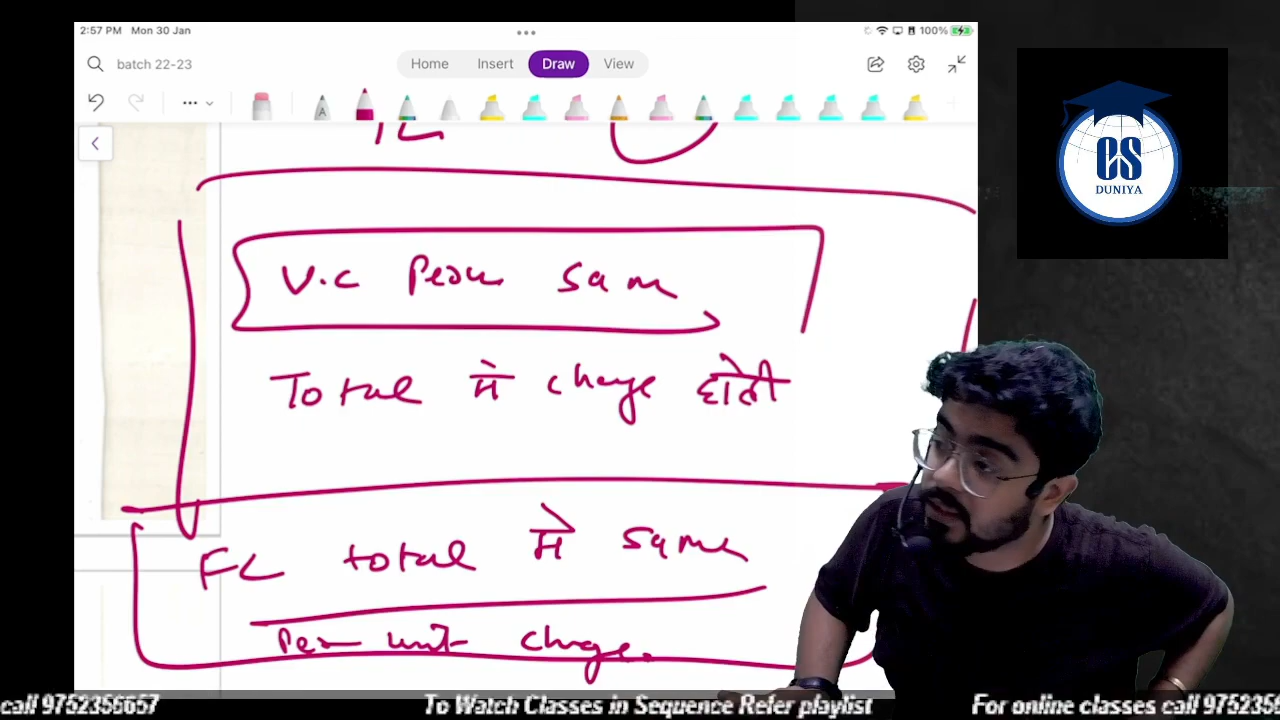 2:57 PM Mon 30 Jan
100%
batch 22-23
Home Insert Draw View
V.C Per Sam
Total में change होती
FC total में same
Per unit change.
CS
DUNIYA
call 9752356657 To Watch Classes in Sequence Refer playlist For online classes call 97523